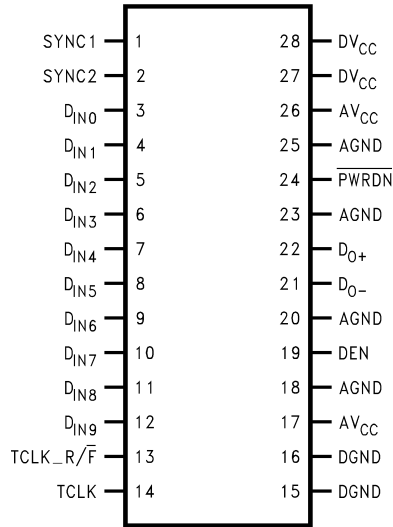 SYNC1 1 28 DVCC
SYNC2 2 27 DVCC
DIN0 3 26 AVCC
DIN1 4 25 AGND
DIN2 5 24 P̅W̅R̅D̅N̅
DIN3 6 23 AGND
DIN4 7 22 DO+
DIN5 8 21 DO−
DIN6 9 20 AGND
DIN7 10 19 DEN
DIN8 11 18 AGND
DIN9 12 17 AVCC
TCLK_R/F̅ 13 16 DGND
TCLK 14 15 DGND